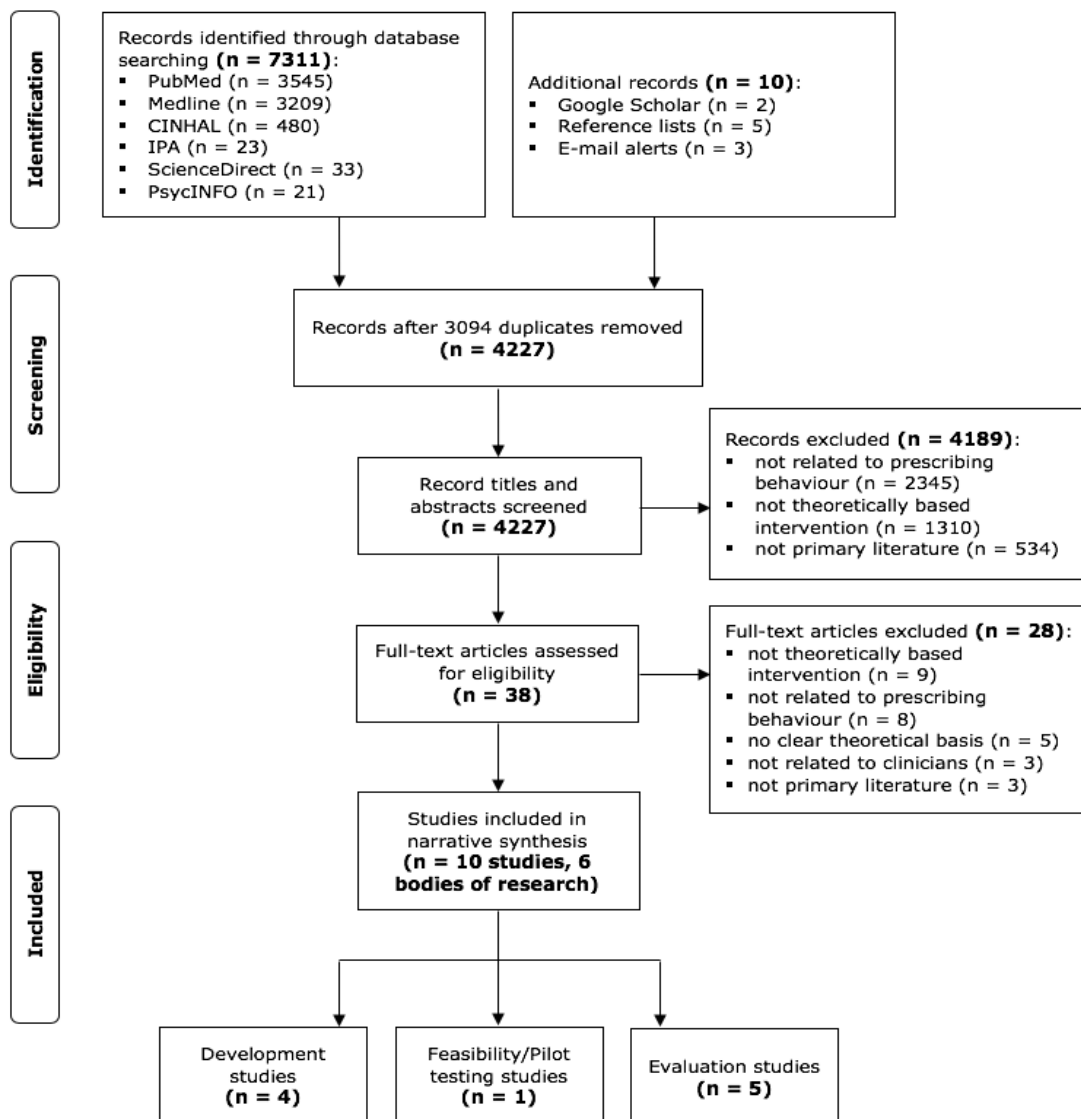 Identification
Records identified through database
searching (n = 7311):
▪ PubMed (n = 3545)
▪ Medline (n = 3209)
▪ CINHAL (n = 480)
▪ IPA (n = 23)
▪ ScienceDirect (n = 33)
▪ PsycINFO (n = 21)
Additional records (n = 10):
▪ Google Scholar (n = 2)
▪ Reference lists (n = 5)
▪ E-mail alerts (n = 3)
Screening
Records after 3094 duplicates removed
(n = 4227)
Record titles and
abstracts screened
(n = 4227)
Records excluded (n = 4189):
▪ not related to prescribing
behaviour (n = 2345)
▪ not theoretically based
intervention (n = 1310)
▪ not primary literature (n = 534)
Eligibility
Full-text articles assessed
for eligibility
(n = 38)
Full-text articles excluded (n = 28):
▪ not theoretically based
intervention (n = 9)
▪ not related to prescribing
behaviour (n = 8)
▪ no clear theoretical basis (n = 5)
▪ not related to clinicians (n = 3)
▪ not primary literature (n = 3)
Included
Studies included in
narrative synthesis
(n = 10 studies, 6
bodies of research)
Development
studies
(n = 4)
Feasibility/Pilot
testing studies
(n = 1)
Evaluation studies
(n = 5)